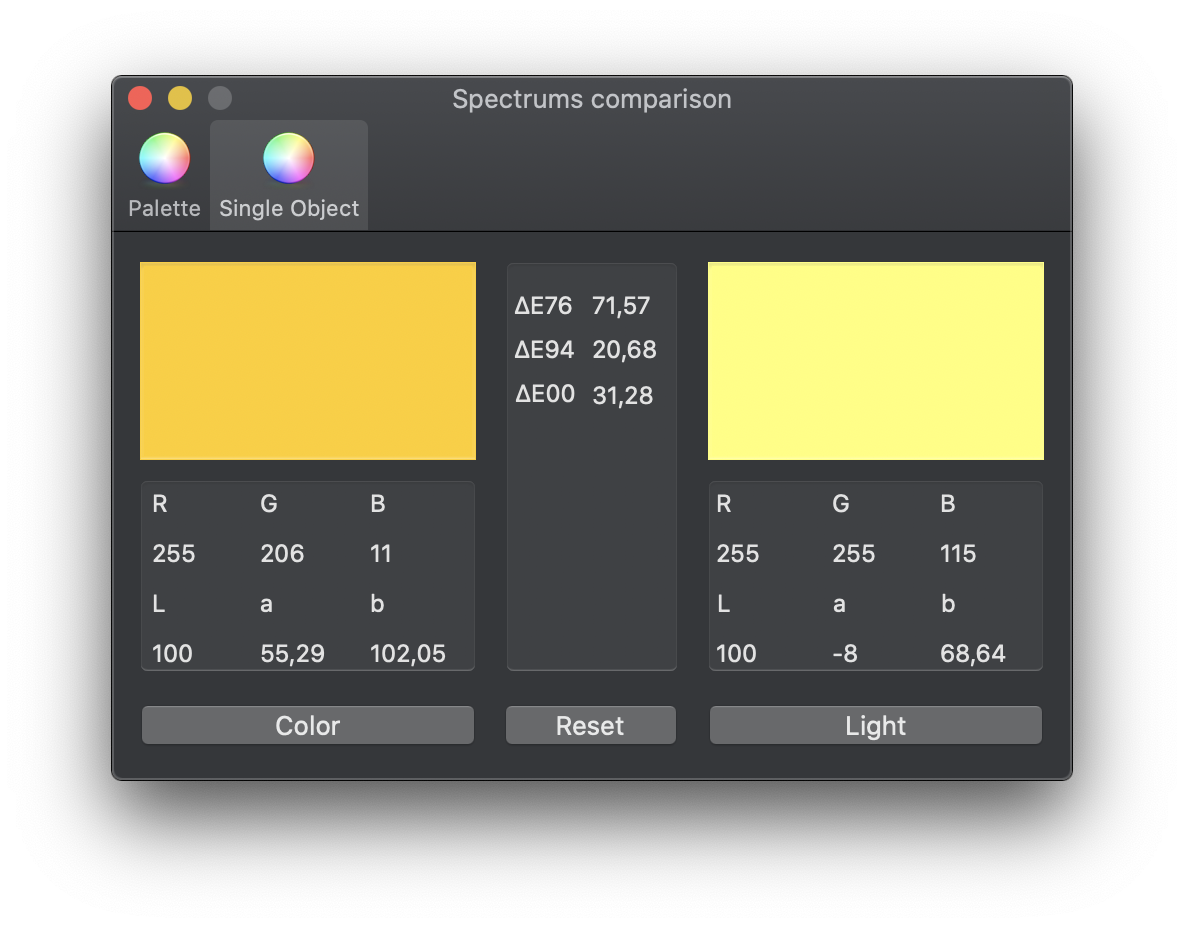 Spectrums comparison
Palette Single Object
ΔE76 71,57
ΔE94 20,68
ΔE00 31,28
R G B
255 206 11
L a b
100 55,29 102,05
R G B
255 255 115
L a b
100 -8 68,64
Color Reset Light